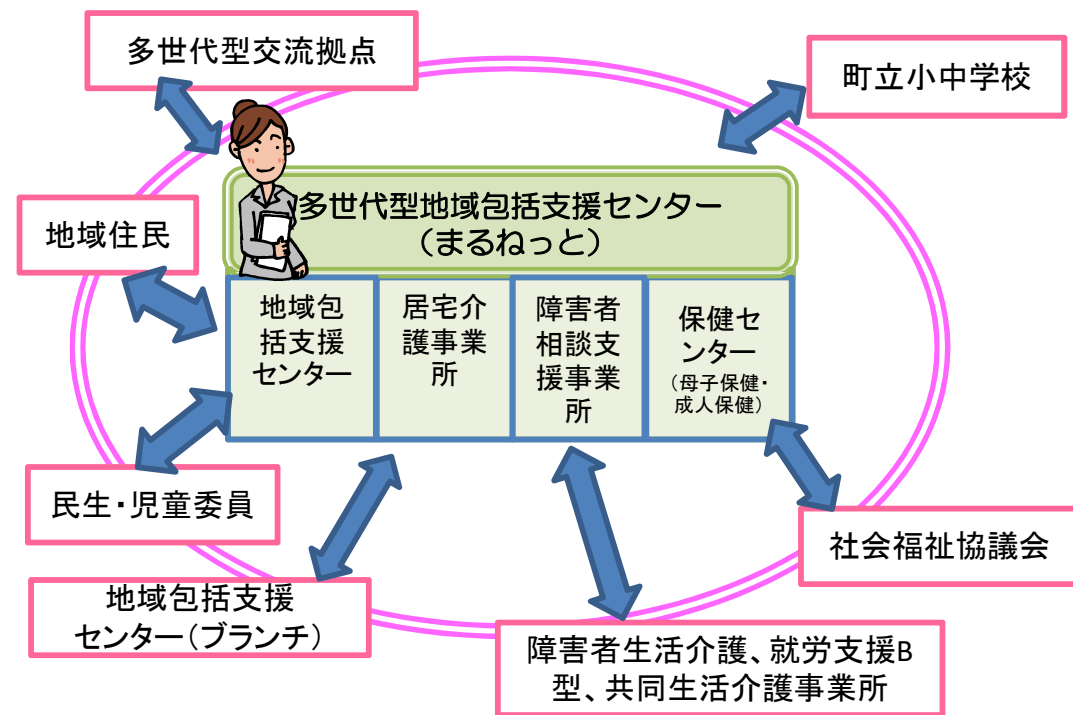 多世代型交流拠点
町立小中学校
多世代型地域包括支援センター
（まるねっと）
地域住民
地域包
括支援
センター
居宅介
護事業
所
障害者
相談支
援事業
所
保健セ
ンター
（母子保健・
成人保健）
民生・児童委員
社会福祉協議会
地域包括支援
センター（ブランチ）
障害者生活介護、就労支援B
型、共同生活介護事業所